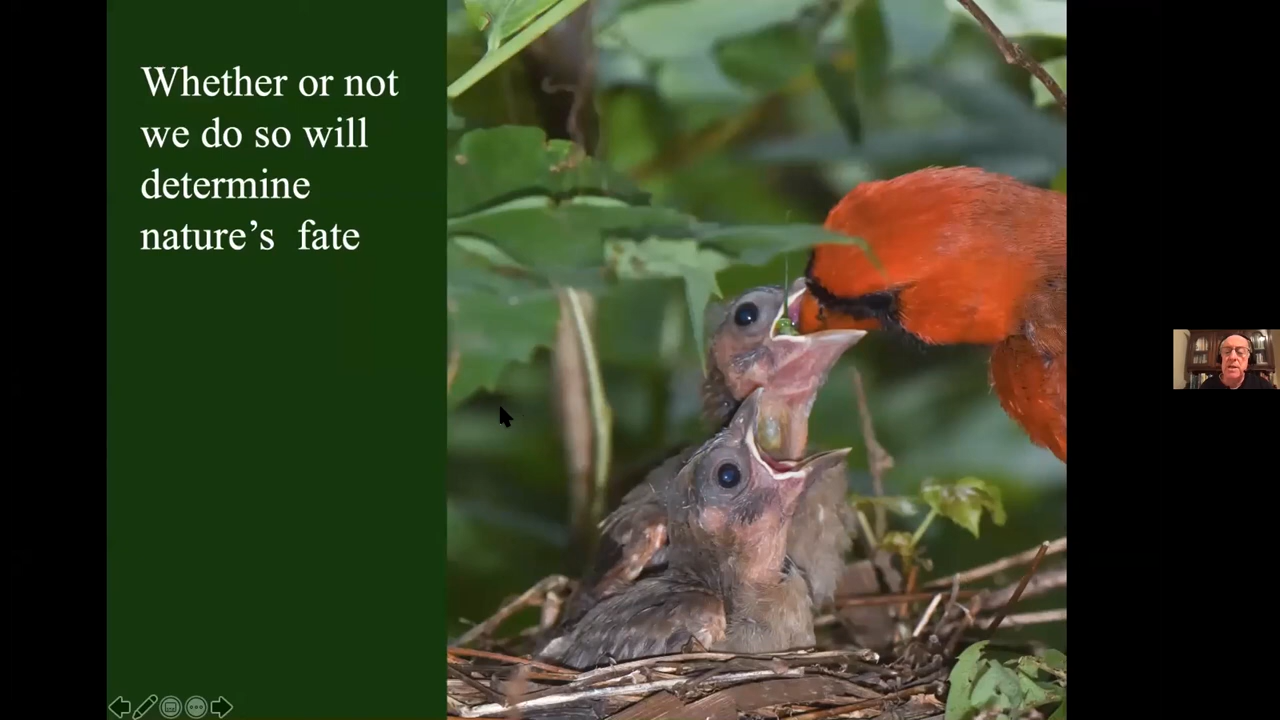 Whether or not
we do so will
determine
nature’s  fate